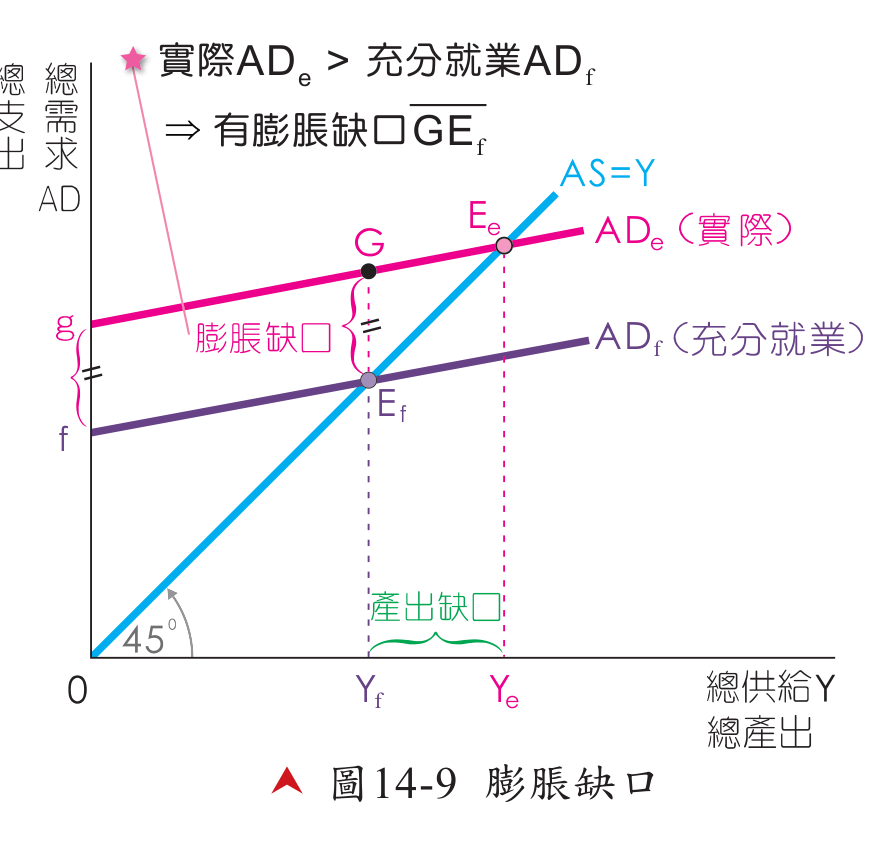 實際ADe > 充分就業ADf
⇒ 有膨脹缺口GEf
總支出
總需求AD
AS=Y
Ee
ADe(實際)
G
g
膨脹缺口
ADf(充分就業)
Ef
f
產出缺口
45°
0
Yf
Ye
總供給Y
總產出
圖14-9 膨脹缺口